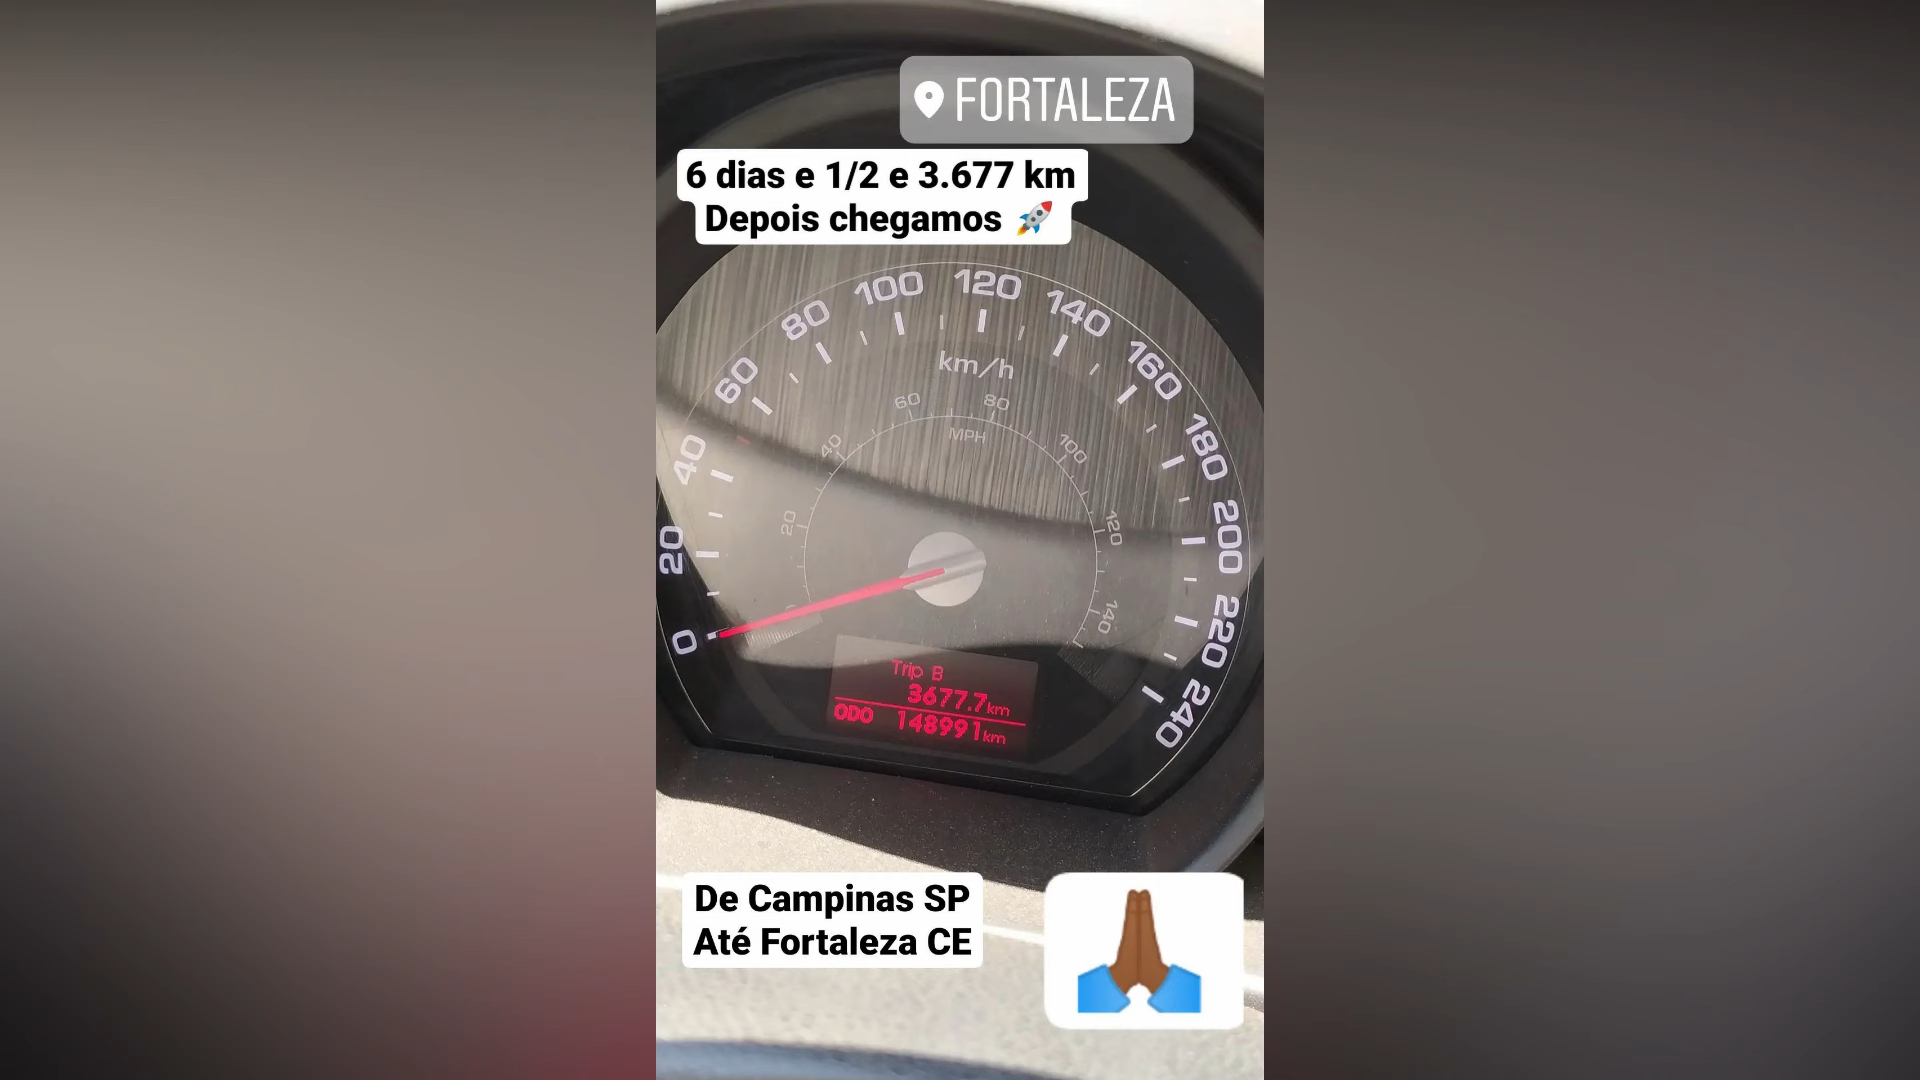 FORTALEZA
6 dias e 1/2 e 3.677 km
Depois chegamos 🚀
0
20
40
60
80
100
120
140
160
180
200
220
240
km/h
20
40
60
80
100
120
140
MPH
Trip B
3677.7km
ODO 148991km
De Campinas SP
Até Fortaleza CE